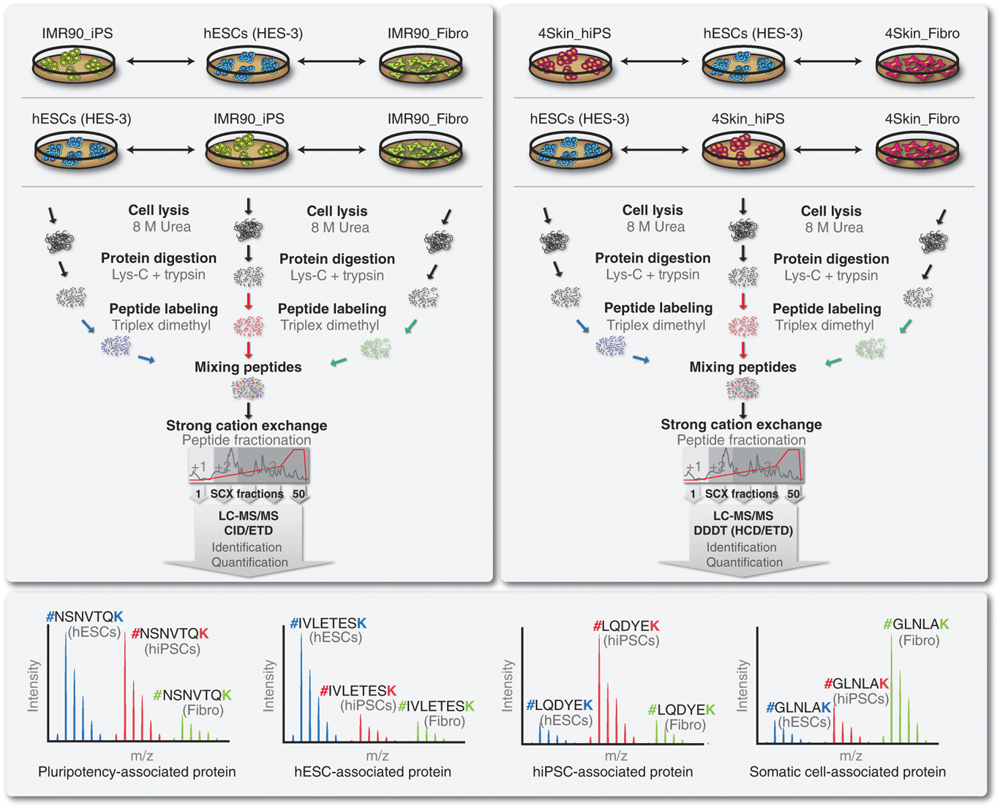 IMR90_iPS
hESCs (HES-3)
IMR90_Fibro
hESCs (HES-3)
IMR90_iPS
IMR90_Fibro
Cell lysis
8 M Urea
Cell lysis
8 M Urea
Protein digestion
Lys-C + trypsin
Protein digestion
Lys-C + trypsin
Peptide labeling
Triplex dimethyl
Peptide labeling
Triplex dimethyl
Mixing peptides
Strong cation exchange
Peptide fractionation
+1
+2
+3
1
SCX fractions
50
LC-MS/MS
CID/ETD
Identification
Quantification
4Skin_hiPS
hESCs (HES-3)
4Skin_Fibro
hESCs (HES-3)
4Skin_hiPS
4Skin_Fibro
Cell lysis
8 M Urea
Cell lysis
8 M Urea
Protein digestion
Lys-C + trypsin
Protein digestion
Lys-C + trypsin
Peptide labeling
Triplex dimethyl
Peptide labeling
Triplex dimethyl
Mixing peptides
Strong cation exchange
Peptide fractionation
+1
+2
+3
1
SCX fractions
50
LC-MS/MS
DDDT (HCD/ETD)
Identification
Quantification
#NSNVTQK
(hESCs)
#NSNVTQK
(hiPSCs)
#NSNVTQK
(Fibro)
Intensity
m/z
Pluripotency-associated protein
#IVLETESK
(hESCs)
#IVLETESK
(hiPSCs)
#IVLETESK
(Fibro)
Intensity
m/z
hESC-associated protein
#LQDYEK
(hiPSCs)
#LQDYEK
(hESCs)
#LQDYEK
(Fibro)
Intensity
m/z
hiPSC-associated protein
#GLNLAK
(Fibro)
#GLNLAK
(hiPSCs)
#GLNLAK
(hESCs)
Intensity
m/z
Somatic cell-associated protein